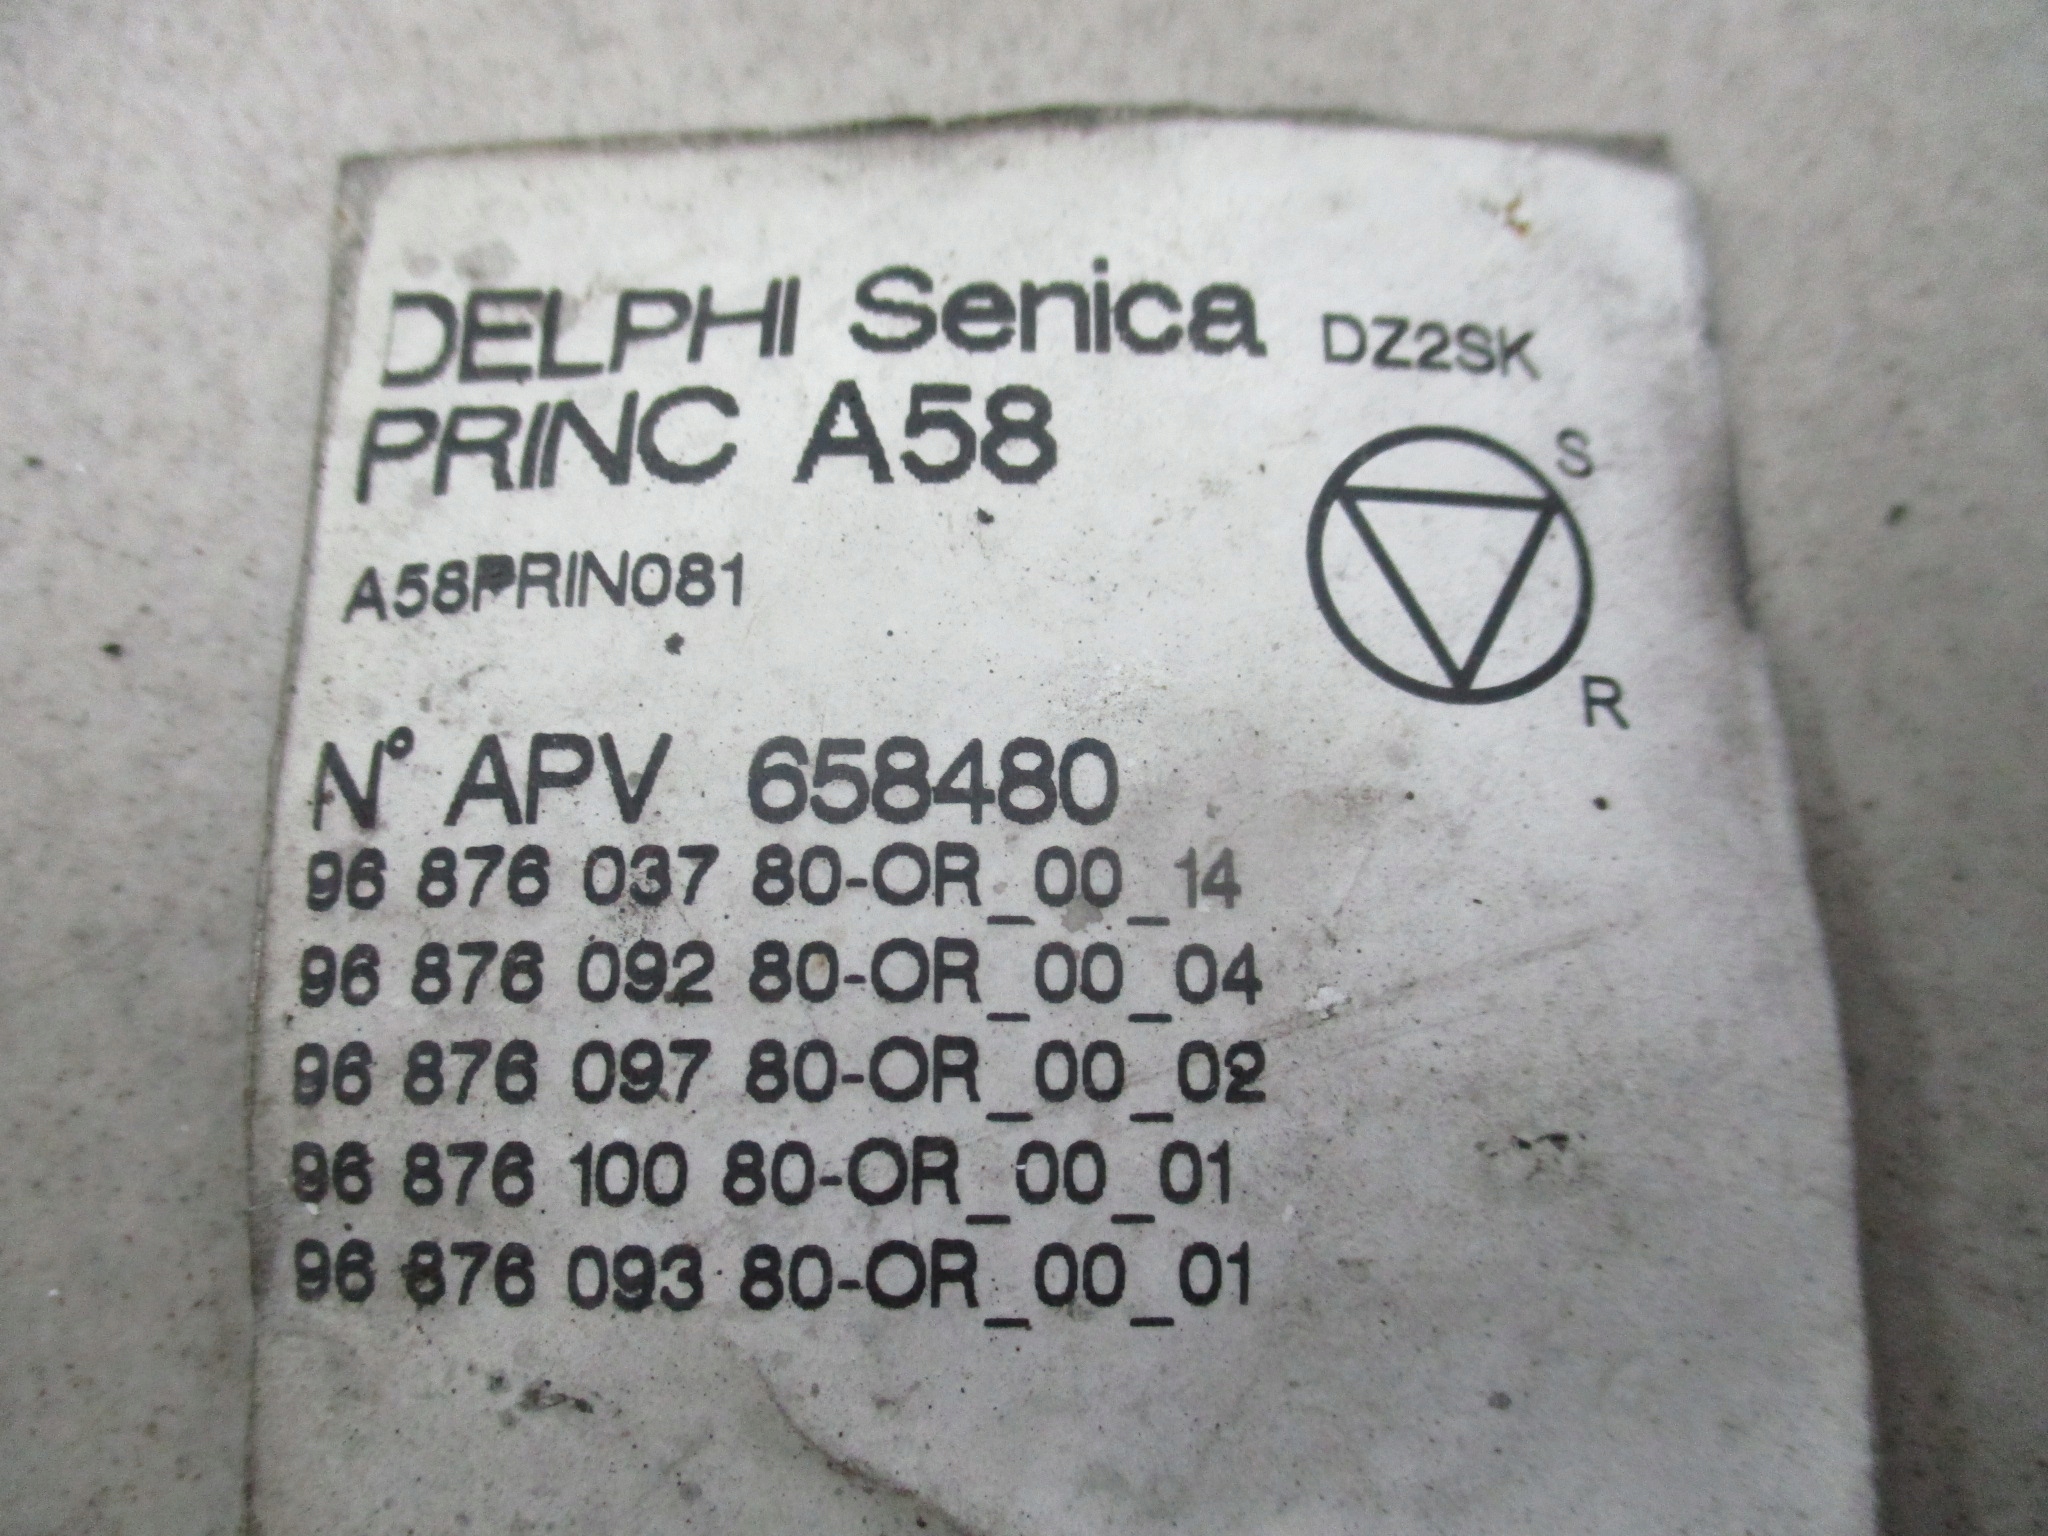 DELPHI Senica DZ2SK
PRINC A58
S
A58PRIN081
R
N° APV 658480
96 876 037 80-OR_00_14
96 876 092 80-OR_00_04
96 876 097 80-OR_00_02
96 876 100 80-OR_00_01
96 876 093 80-OR_00_01